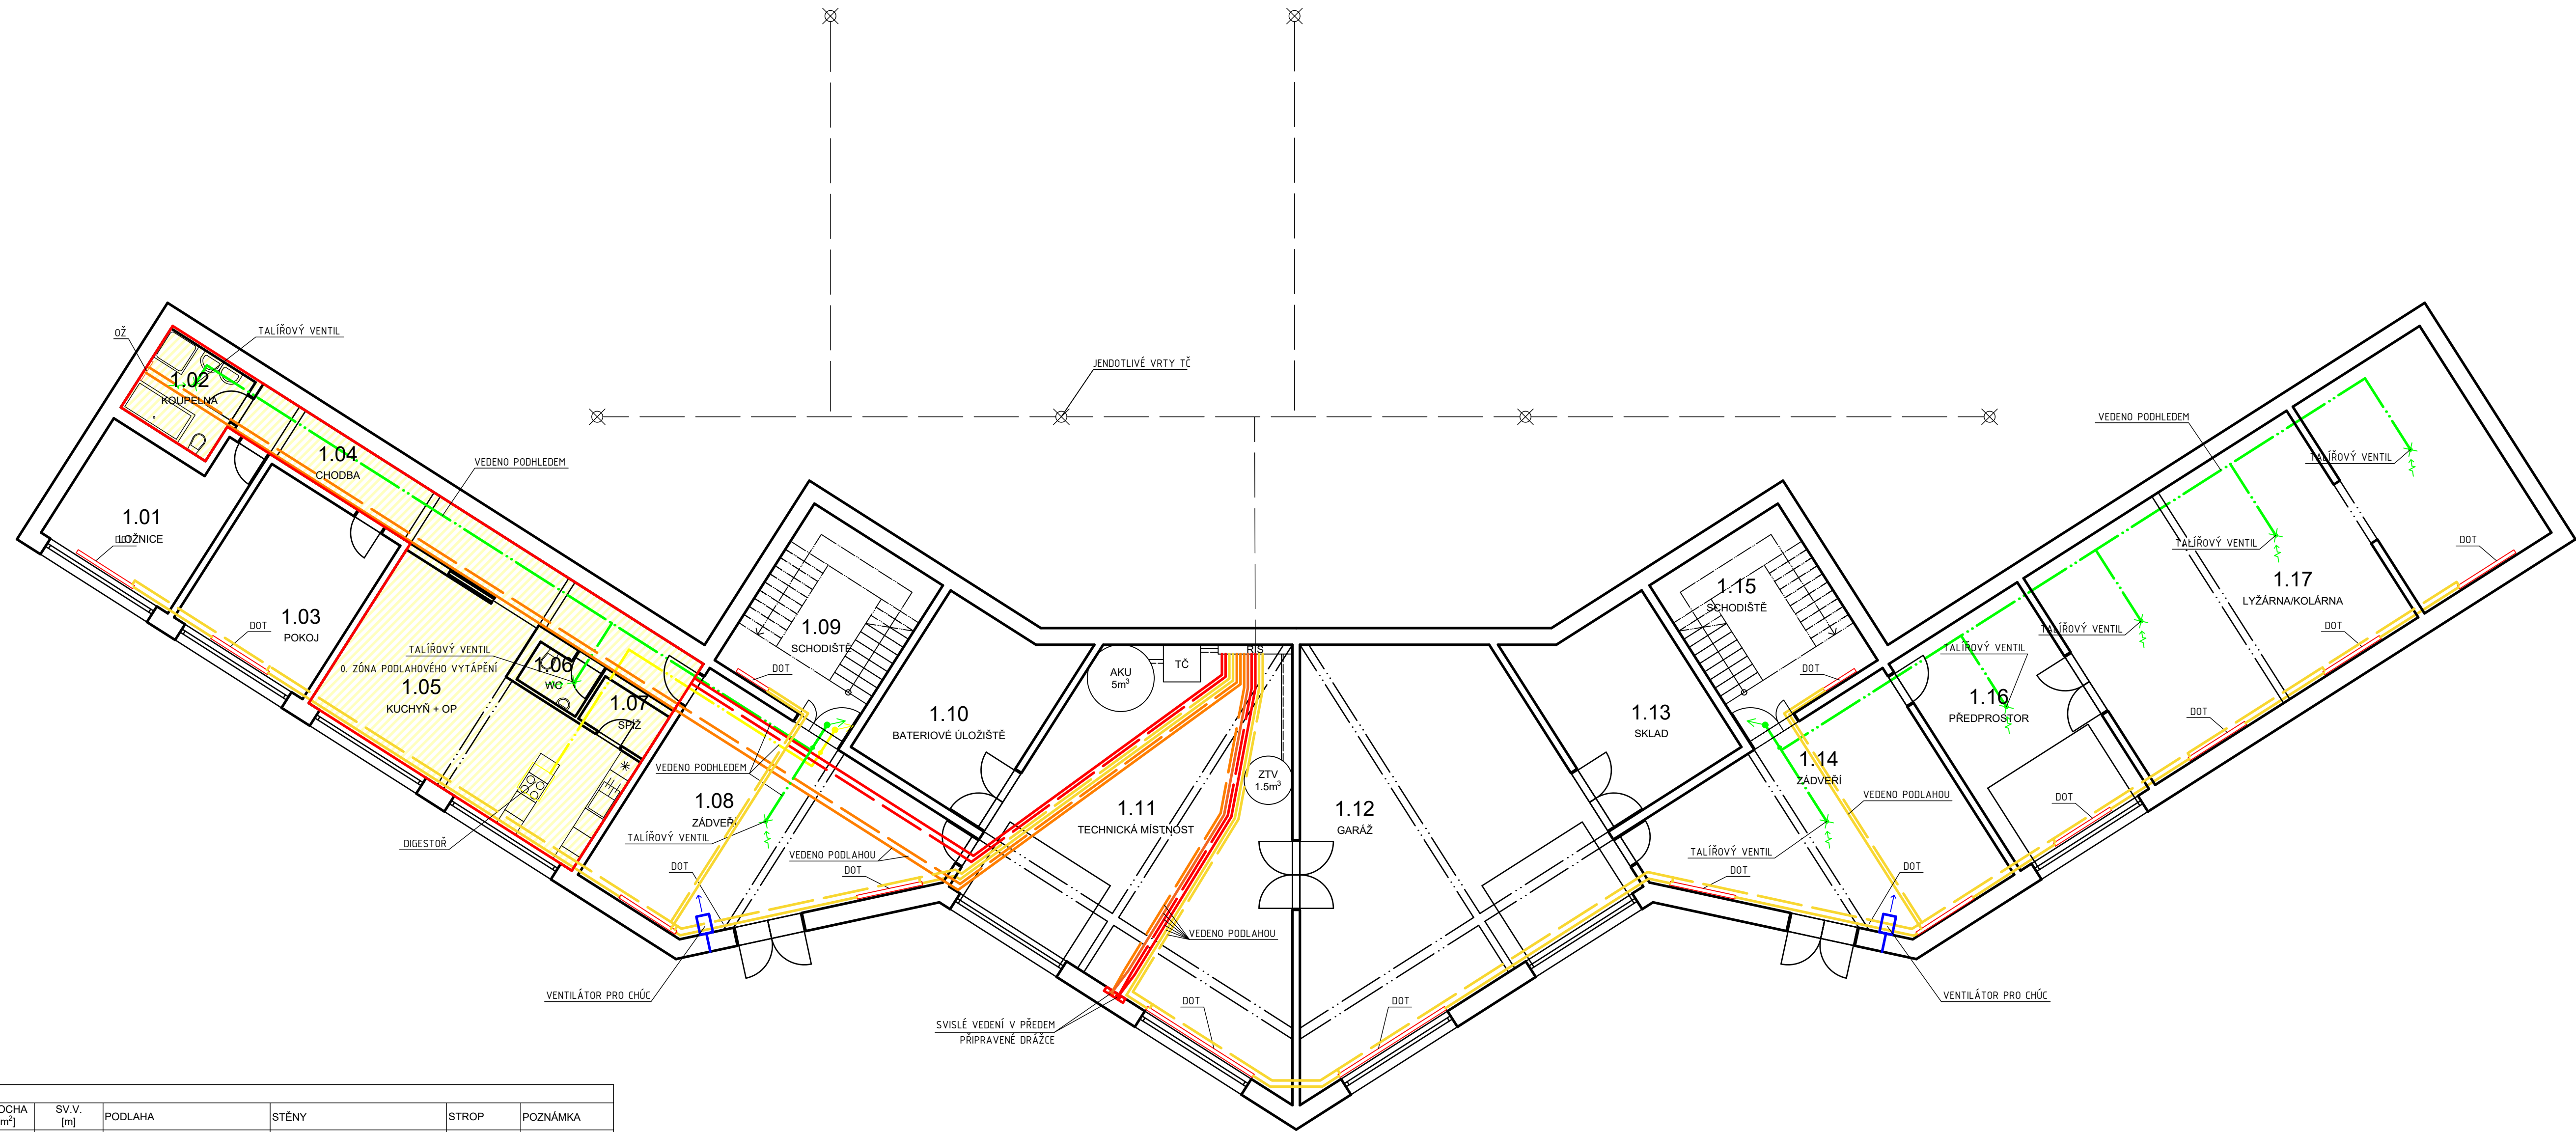 OŽ
TALÍŘOVÝ VENTIL
1.02
KOUPELNA
1.04
CHODBA
VEDENO PODHLEDEM
JENDOTLIVÉ VRTY TČ
VEDENO PODHLEDEM
TALÍŘOVÝ VENTIL
1.01
LOŽNICE
DOT
1.03
POKOJ
DOT
TALÍŘOVÝ VENTIL
0. ZÓNA PODLAHOVÉHO VYTÁPĚNÍ
1.05
KUCHYŇ + OP
1.06
WC
1.07
SPÍŽ
DIGESTOŘ
1.09
SCHODIŠTĚ
DOT
VEDENO PODHLEDEM
1.08
ZÁDVEŘÍ
TALÍŘOVÝ VENTIL
VEDENO PODLAHOU
DOT
DOT
VENTILÁTOR PRO CHÚC
1.10
BATERIOVÉ ÚLOŽIŠTĚ
AKU
5m³
TČ
R/S
ZTV
1.5m³
1.11
TECHNICKÁ MÍSTNOST
1.12
GARÁŽ
VEDENO PODLAHOU
SVISLÉ VEDENÍ V PŘEDEM
PŘIPRAVENÉ DRÁŽCE
DOT
DOT
1.13
SKLAD
1.15
SCHODIŠTĚ
DOT
1.14
ZÁDVEŘÍ
VEDENO PODLAHOU
TALÍŘOVÝ VENTIL
DOT
DOT
VENTILÁTOR PRO CHÚC
TALÍŘOVÝ VENTIL
1.16
PŘEDPROSTOR
DOT
TALÍŘOVÝ VENTIL
TALÍŘOVÝ VENTIL
1.17
LYŽÁRNA/KOLÁRNA
DOT
DOT
DOT
OCHA
m²]
SV.V.
[m]
PODLAHA
STĚNY
STROP
POZNÁMKA